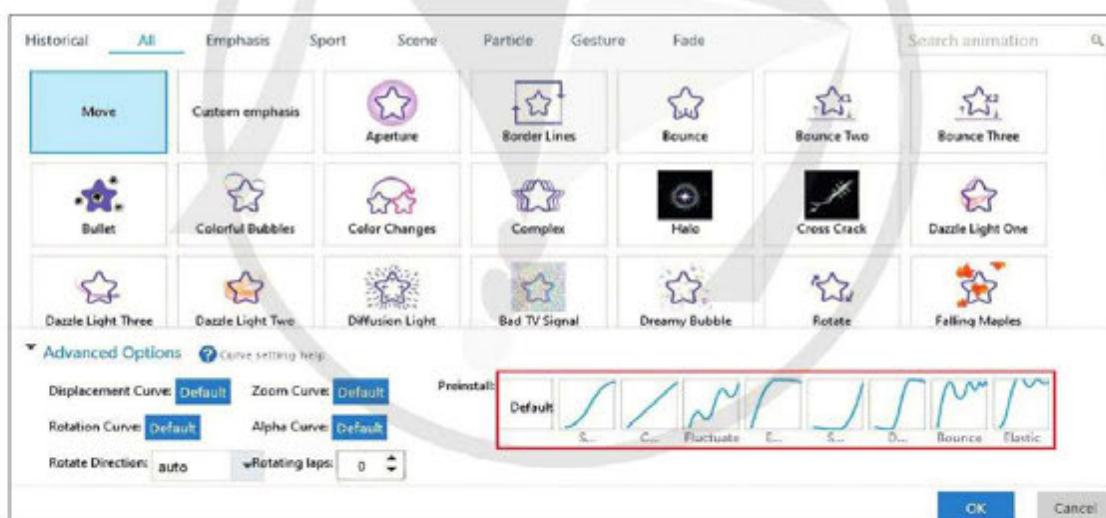 Historical All Emphasis Sport Scene Particle Gesture Fade Search animation
Move Custom emphasis Aperture Border Lines Bounce Bounce Two Bounce Three
Bullet Colorful Bubbles Color Changes Complex Halo Cross Crack Dazzle Light One
Dazzle Light Three Dazzle Light Two Diffusion Light Bad TV Signal Dreamy Bubble Rotate Falling Maples
Advanced Options ? Curve setting help
Displacement Curve: Default Zoom Curve: Default Preinstall: Default
S... C... Fluctuate E... S... D... Bounce Elastic
Rotation Curve: Default Alpha Curve: Default
Rotate Direction: auto Rotating laps: 0
OK Cancel